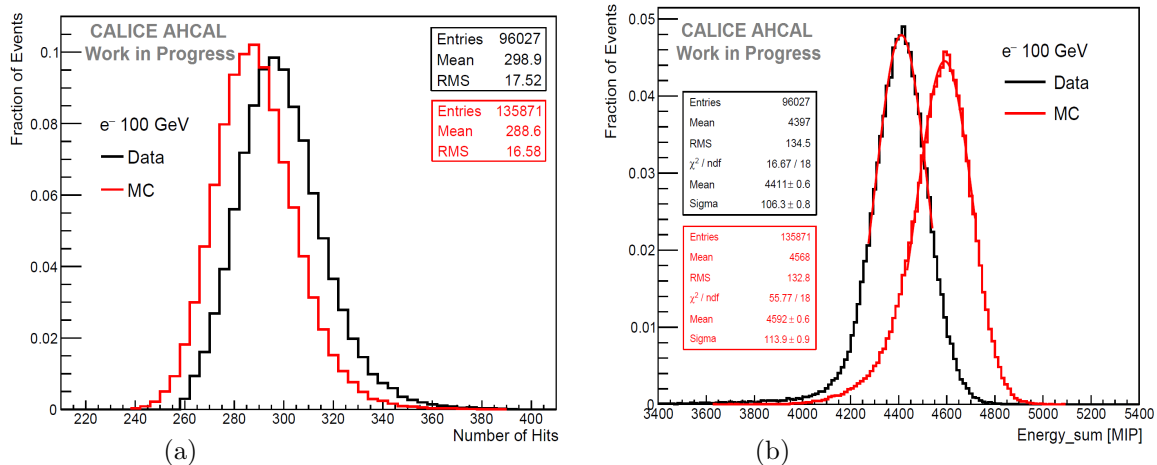 CALICE AHCAL
Work in Progress
Entries 96027
Mean 298.9
RMS 17.52
Entries 135871
Mean 288.6
RMS 16.58
e⁻ 100 GeV
Data
MC
Fraction of Events
0.1
0.08
0.06
0.04
0.02
0
220 240 260 280 300 320 340 360 380 400
Number of Hits
(a)
CALICE AHCAL
Work in Progress
e⁻ 100 GeV
Data
MC
Entries 96027
Mean 4397
RMS 134.5
χ² / ndf 16.67 / 18
Mean 4411 ± 0.6
Sigma 106.3 ± 0.8
Entries 135871
Mean 4568
RMS 132.8
χ² / ndf 55.77 / 18
Mean 4592 ± 0.6
Sigma 113.9 ± 0.9
Fraction of Events
0.05
0.04
0.03
0.02
0.01
0
3400 3600 3800 4000 4200 4400 4600 4800 5000 5200 5400
Energy_sum [MIP]
(b)